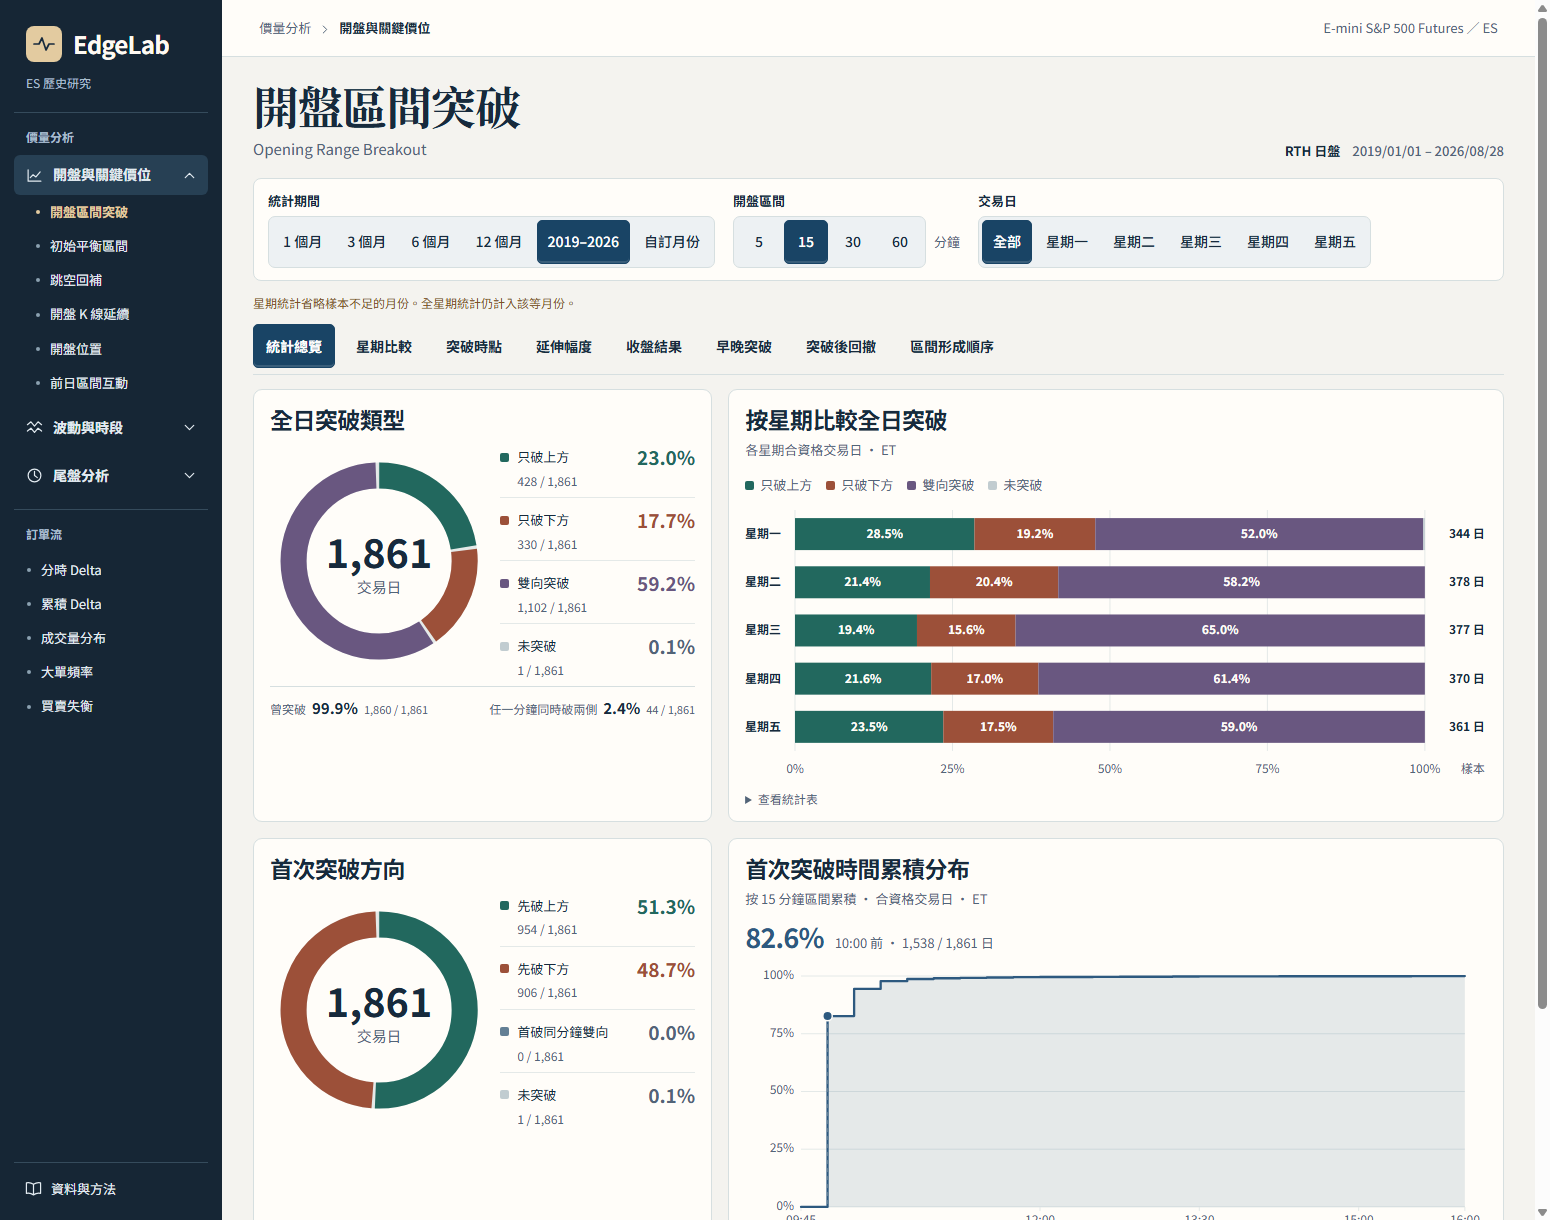 EdgeLab
ES 歷史研究
價量分析
開盤與關鍵價位
開盤區間突破
初始平衡區間
跳空回補
開盤 K 線延續
開盤位置
前日區間互動
波動與時段
尾盤分析
訂單流
分時 Delta
累積 Delta
成交量分布
大單頻率
買賣失衡
資料與方法
價量分析 > 開盤與關鍵價位
E-mini S&P 500 Futures ／ ES
開盤區間突破
Opening Range Breakout
RTH 日盤 2019/01/01 – 2026/08/28
統計期間
1 個月 3 個月 6 個月 12 個月 2019–2026 自訂月份
開盤區間
5 15 30 60 分鐘
交易日
全部 星期一 星期二 星期三 星期四 星期五
星期統計省略樣本不足的月份。全星期統計仍計入該等月份。
統計總覽 星期比較 突破時點 延伸幅度 收盤結果 早晚突破 突破後回撤 區間形成順序
全日突破類型
1,861
交易日
只破上方 23.0%
428 / 1,861
只破下方 17.7%
330 / 1,861
雙向突破 59.2%
1,102 / 1,861
未突破 0.1%
1 / 1,861
曾突破 99.9% 1,860 / 1,861
任一分鐘同時破兩側 2.4% 44 / 1,861
按星期比較全日突破
各星期合資格交易日 · ET
只破上方 只破下方 雙向突破 未突破
星期一 28.5% 19.2% 52.0% 344 日
星期二 21.4% 20.4% 58.2% 378 日
星期三 19.4% 15.6% 65.0% 377 日
星期四 21.6% 17.0% 61.4% 370 日
星期五 23.5% 17.5% 59.0% 361 日
0% 25% 50% 75% 100% 樣本
▶ 查看統計表
首次突破方向
1,861
交易日
先破上方 51.3%
954 / 1,861
先破下方 48.7%
906 / 1,861
首破同分鐘雙向 0.0%
0 / 1,861
未突破 0.1%
1 / 1,861
首次突破時間累積分布
按 15 分鐘區間累積 · 合資格交易日 · ET
82.6% 10:00 前 · 1,538 / 1,861 日
100%
75%
50%
25%
0%
09:45 12:00 13:30 15:00 16:00